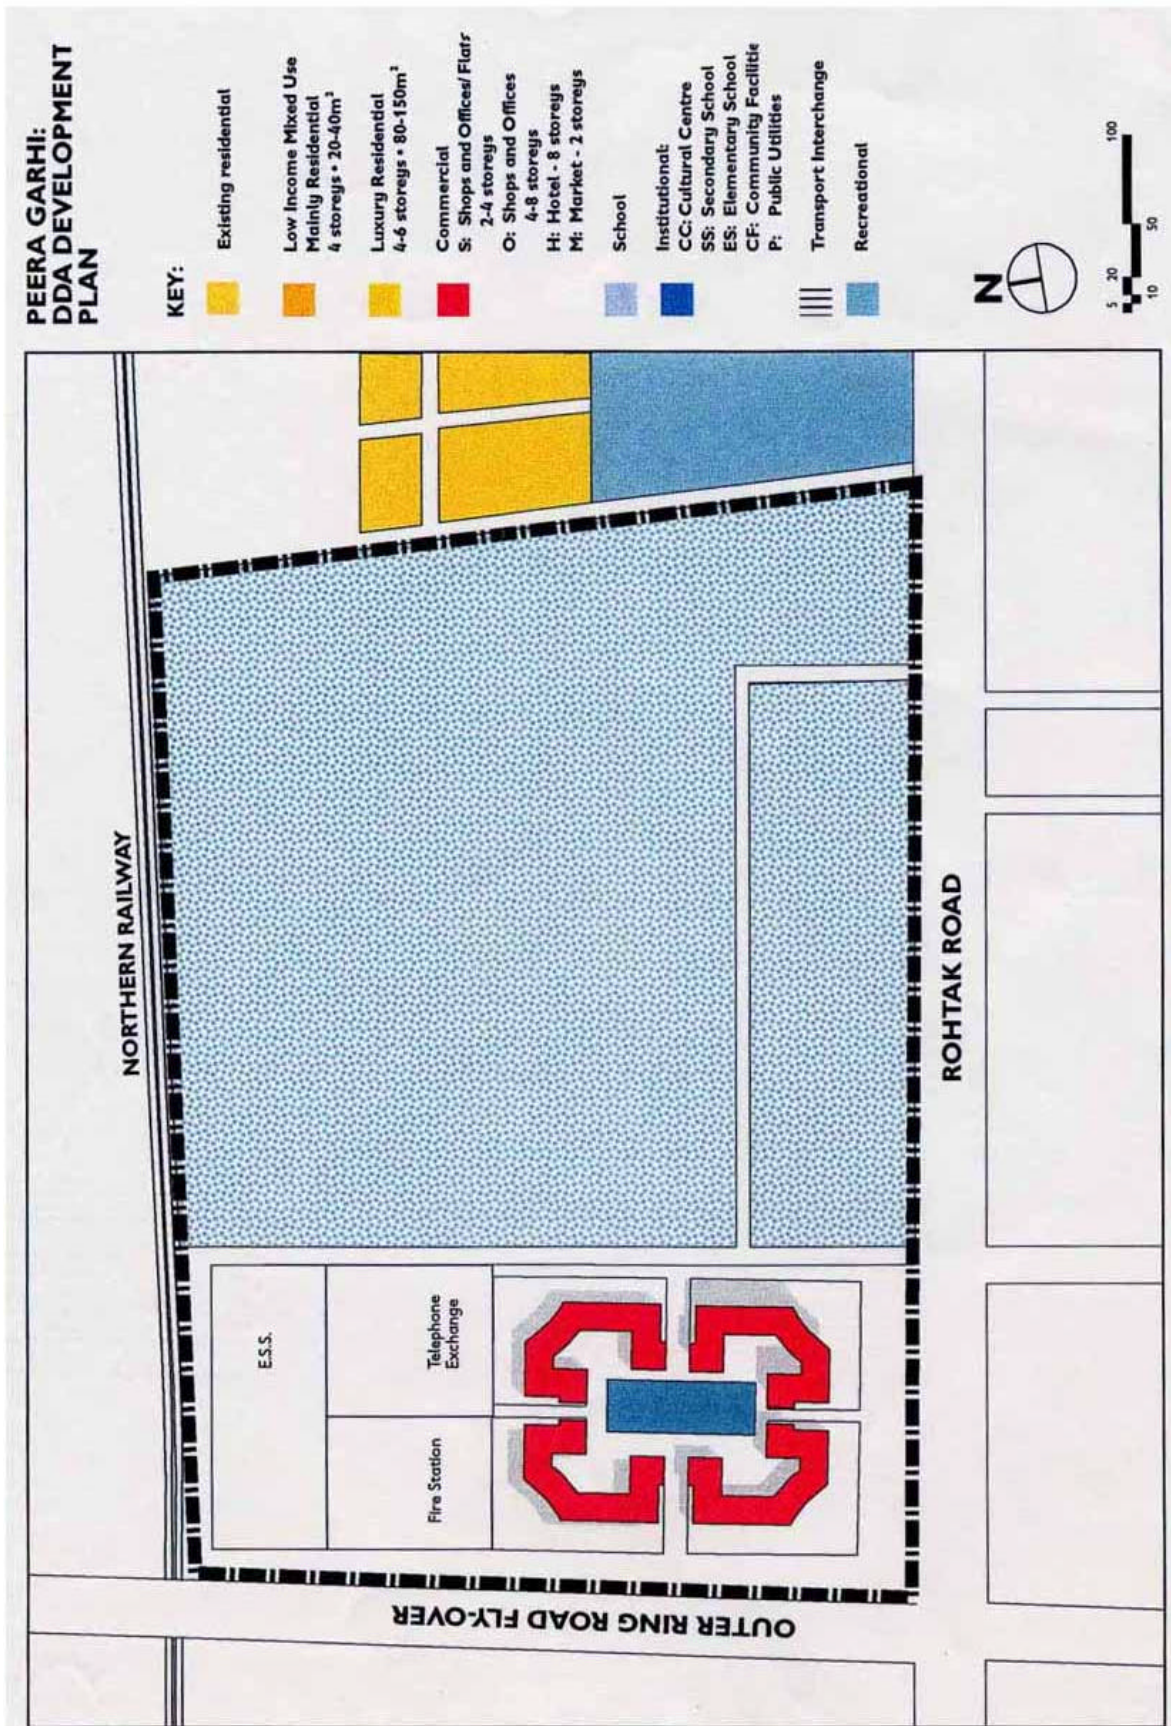 PEERA GARHI:
DDA DEVELOPMENT
PLAN
KEY:
Existing residential
Low Income Mixed Use
Mainly Residential
4 storeys • 20-40m²
Luxury Residential
4-6 storeys • 80-150m²
Commercial
S: Shops and Offices/Flats
2-4 storeys
O: Shops and Offices
4-8 storeys
H: Hotel - 8 storeys
M: Market - 2 storeys
School
Institutional:
CC: Cultural Centre
SS: Secondary School
ES: Elementary School
CF: Community Facilitie
P: Public Utilities
Transport Interchange
Recreational
N
5 20 100
10 50
NORTHERN RAILWAY
E.S.S.
Fire Station
Telephone
Exchange
OUTER RING ROAD FLY-OVER
ROHTAK ROAD